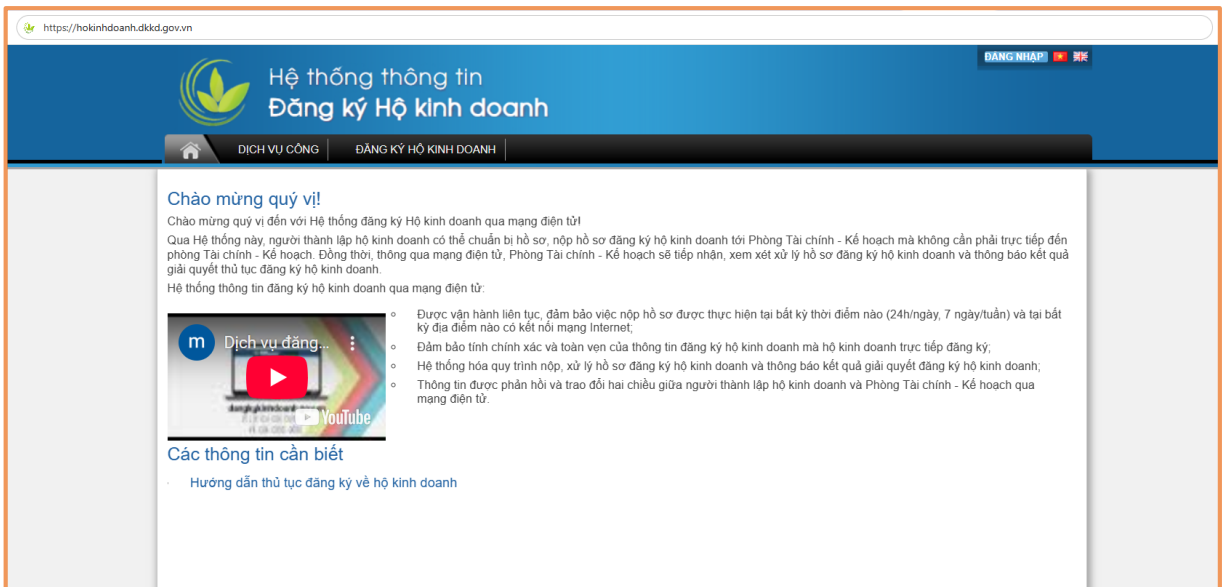 https://hokinhdoanh.dkkd.gov.vn
ĐĂNG NHẬP
Hệ thống thông tin
Đăng ký Hộ kinh doanh
DỊCH VỤ CÔNG
ĐĂNG KÝ HỘ KINH DOANH
Chào mừng quý vị!
Chào mừng quý vị đến với Hệ thống đăng ký Hộ kinh doanh qua mạng điện tử!
Qua Hệ thống này, người thành lập hộ kinh doanh có thể chuẩn bị hồ sơ, nộp hồ sơ đăng ký hộ kinh doanh tới Phòng Tài chính - Kế hoạch mà không cần phải trực tiếp đến
phòng Tài chính - Kế hoạch. Đồng thời, thông qua mạng điện tử, Phòng Tài chính - Kế hoạch sẽ tiếp nhận, xem xét xử lý hồ sơ đăng ký hộ kinh doanh và thông báo kết quả
giải quyết thủ tục đăng ký hộ kinh doanh.
Hệ thống thông tin đăng ký hộ kinh doanh qua mạng điện tử:
m Dịch vụ đăng...
YouTube
Được vận hành liên tục, đảm bảo việc nộp hồ sơ được thực hiện tại bất kỳ thời điểm nào (24h/ngày, 7 ngày/tuần) và tại bất
kỳ địa điểm nào có kết nối mạng Internet;
Đảm bảo tính chính xác và toàn vẹn của thông tin đăng ký hộ kinh doanh mà hộ kinh doanh trực tiếp đăng ký;
Hệ thống hóa quy trình nộp, xử lý hồ sơ đăng ký hộ kinh doanh và thông báo kết quả giải quyết đăng ký hộ kinh doanh;
Thông tin được phản hồi và trao đổi hai chiều giữa người thành lập hộ kinh doanh và Phòng Tài chính - Kế hoạch qua
mạng điện tử.
Các thông tin cần biết
Hướng dẫn thủ tục đăng ký về hộ kinh doanh